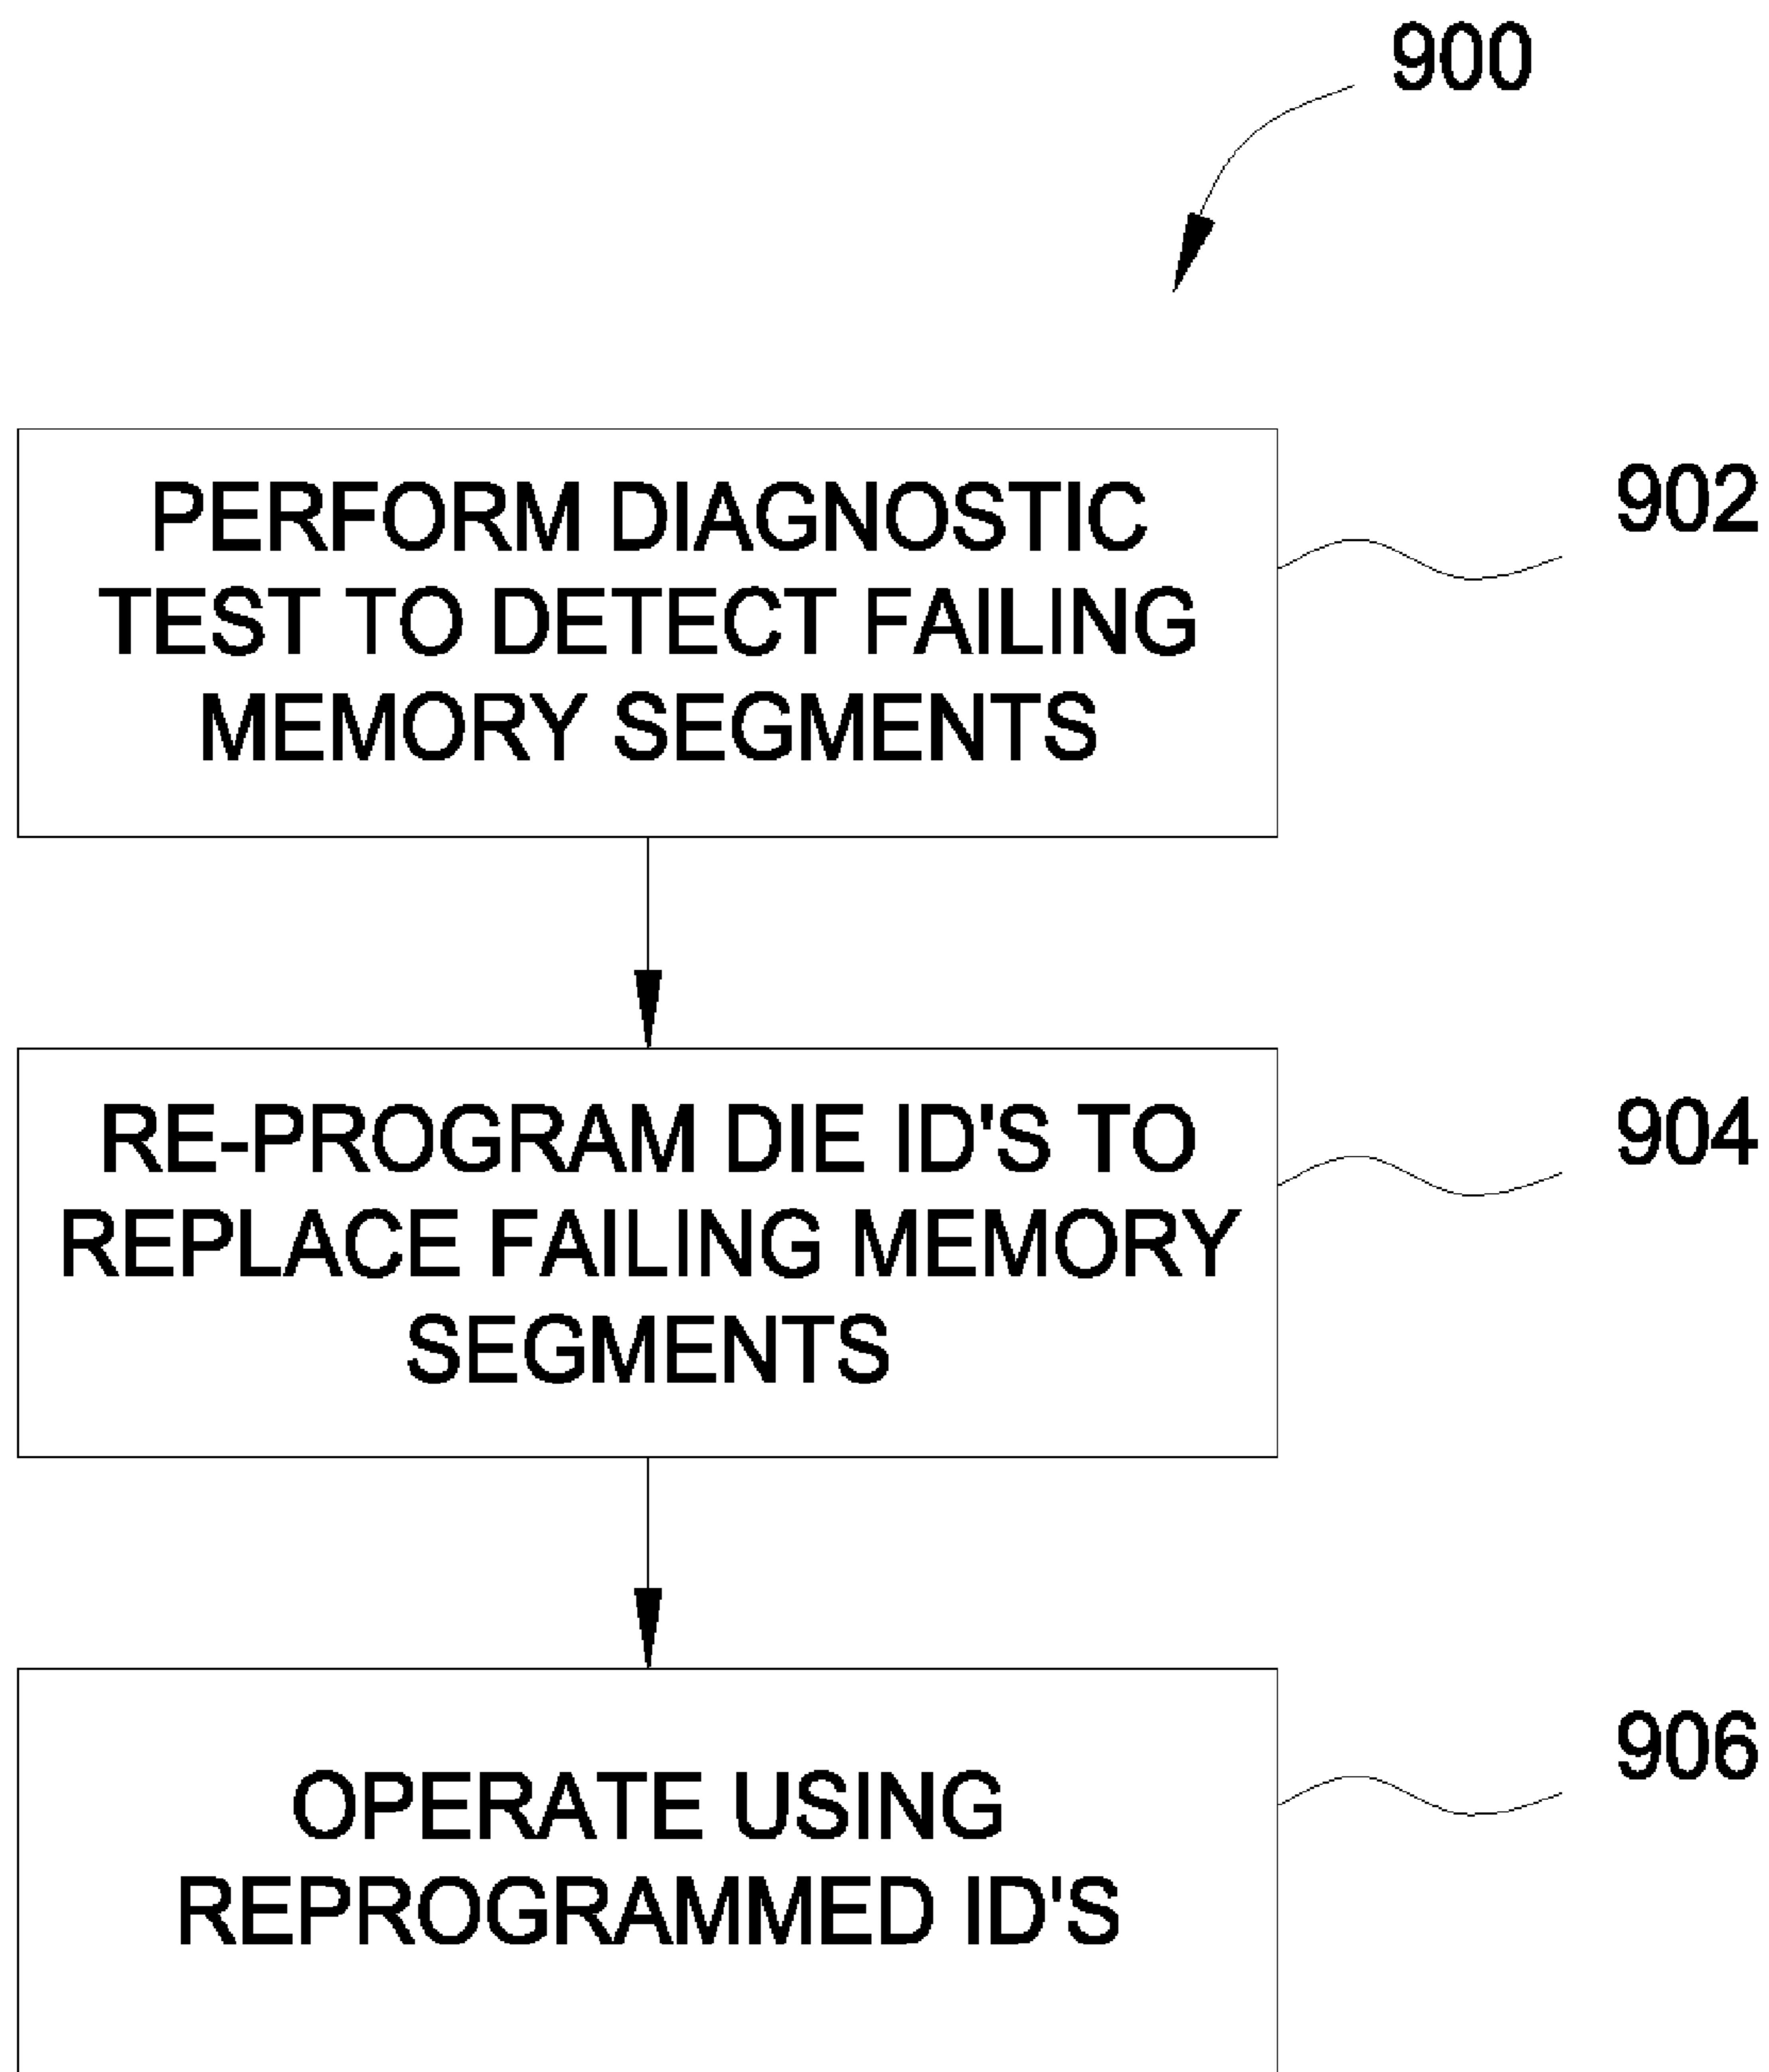 900
PERFORM DIAGNOSTIC
TEST TO DETECT FAILING
MEMORY SEGMENTS
902
RE-PROGRAM DIE ID'S TO
REPLACE FAILING MEMORY
SEGMENTS
904
OPERATE USING
REPROGRAMMED ID'S
906